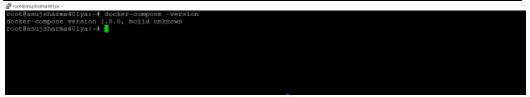 root@anujsharma401ya: ~
root@anujsharma401ya:~# docker-compose -version
docker-compose version 1.8.0, build unknown
root@anujsharma401ya:~#